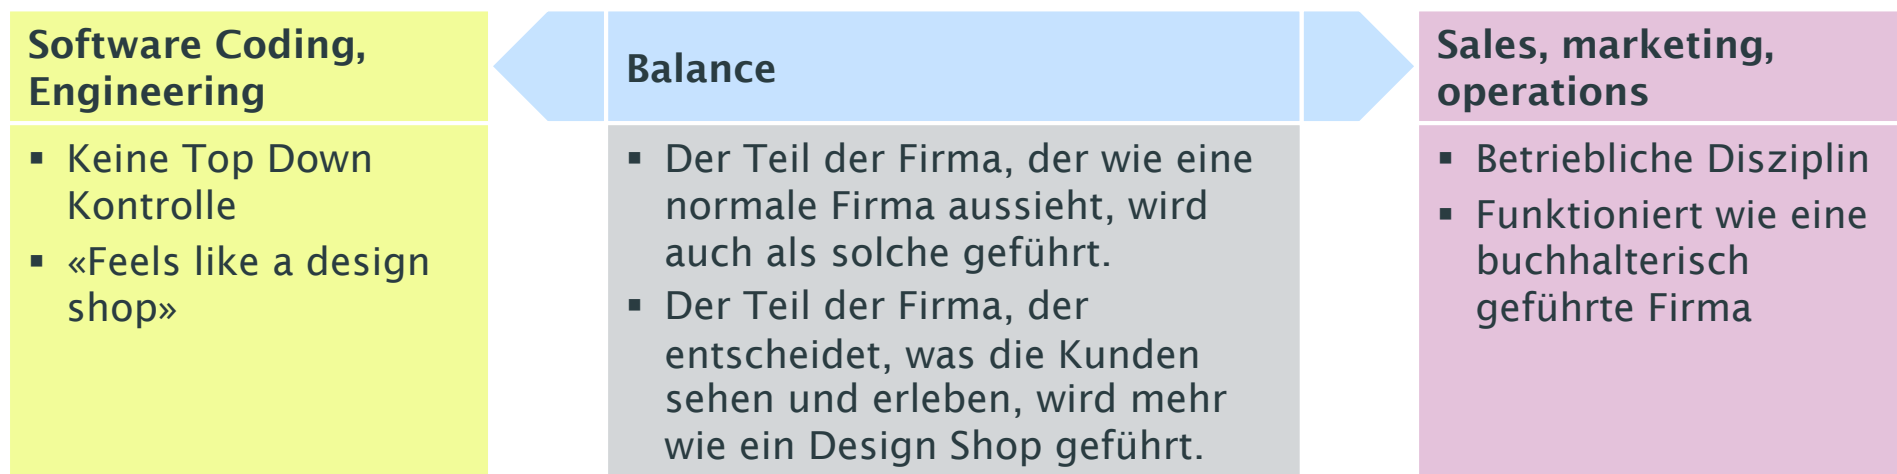 Software Coding,
Engineering
▪ Keine Top Down
Kontrolle
▪ «Feels like a design
shop»
Balance
▪ Der Teil der Firma, der wie eine
normale Firma aussieht, wird
auch als solche geführt.
▪ Der Teil der Firma, der
entscheidet, was die Kunden
sehen und erleben, wird mehr
wie ein Design Shop geführt.
Sales, marketing,
operations
▪ Betriebliche Disziplin
▪ Funktioniert wie eine
buchhalterisch
geführte Firma